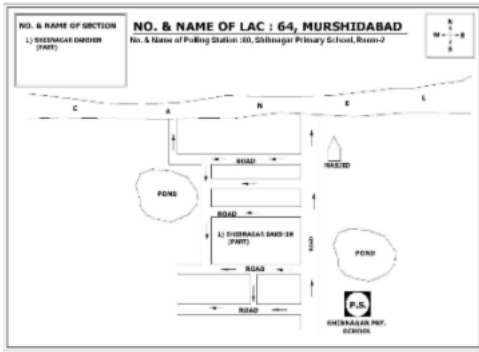 NO. & NAME OF SECTION
1) SHIBNAGAR DAKSHIN
(PART)
NO. & NAME OF LAC : 64, MURSHIDABAD
No. & Name of Polling Station :80, Shibnagar Primary School, Room-2
N
W E
S
C A N E L
ROAD
MASJID
POND
ROAD
1) SHIBNAGAR DAKSHIN
(PART)
ROAD
POND
ROAD
P.S.
ROAD
SHIBNAGAR PRY.
SCHOOL